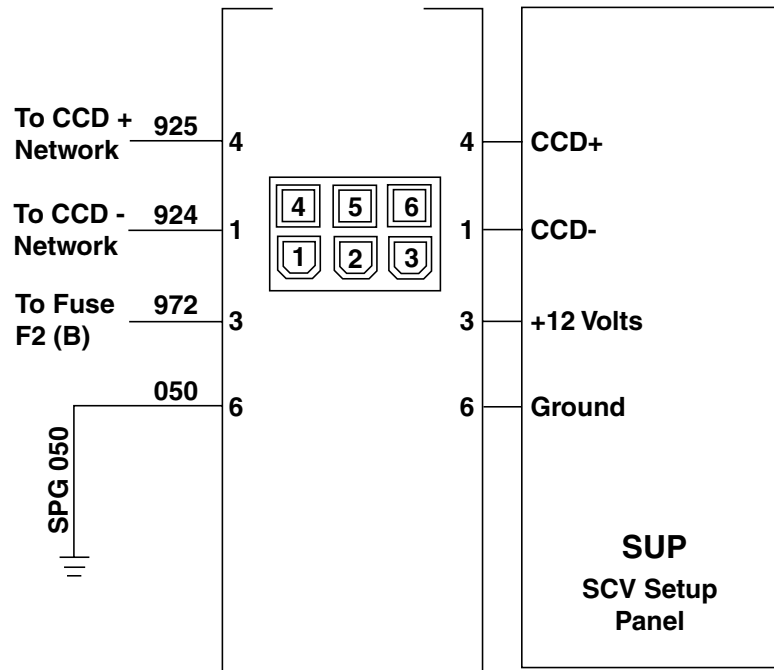 To CCD + 925
Network
4 4 CCD+
4 5 6
To CCD - 924
Network
1 1 CCD-
1 2 3
To Fuse 972
F2 (B)
3 3 +12 Volts
050
6 6 Ground
SPG 050
SUP
SCV Setup
Panel